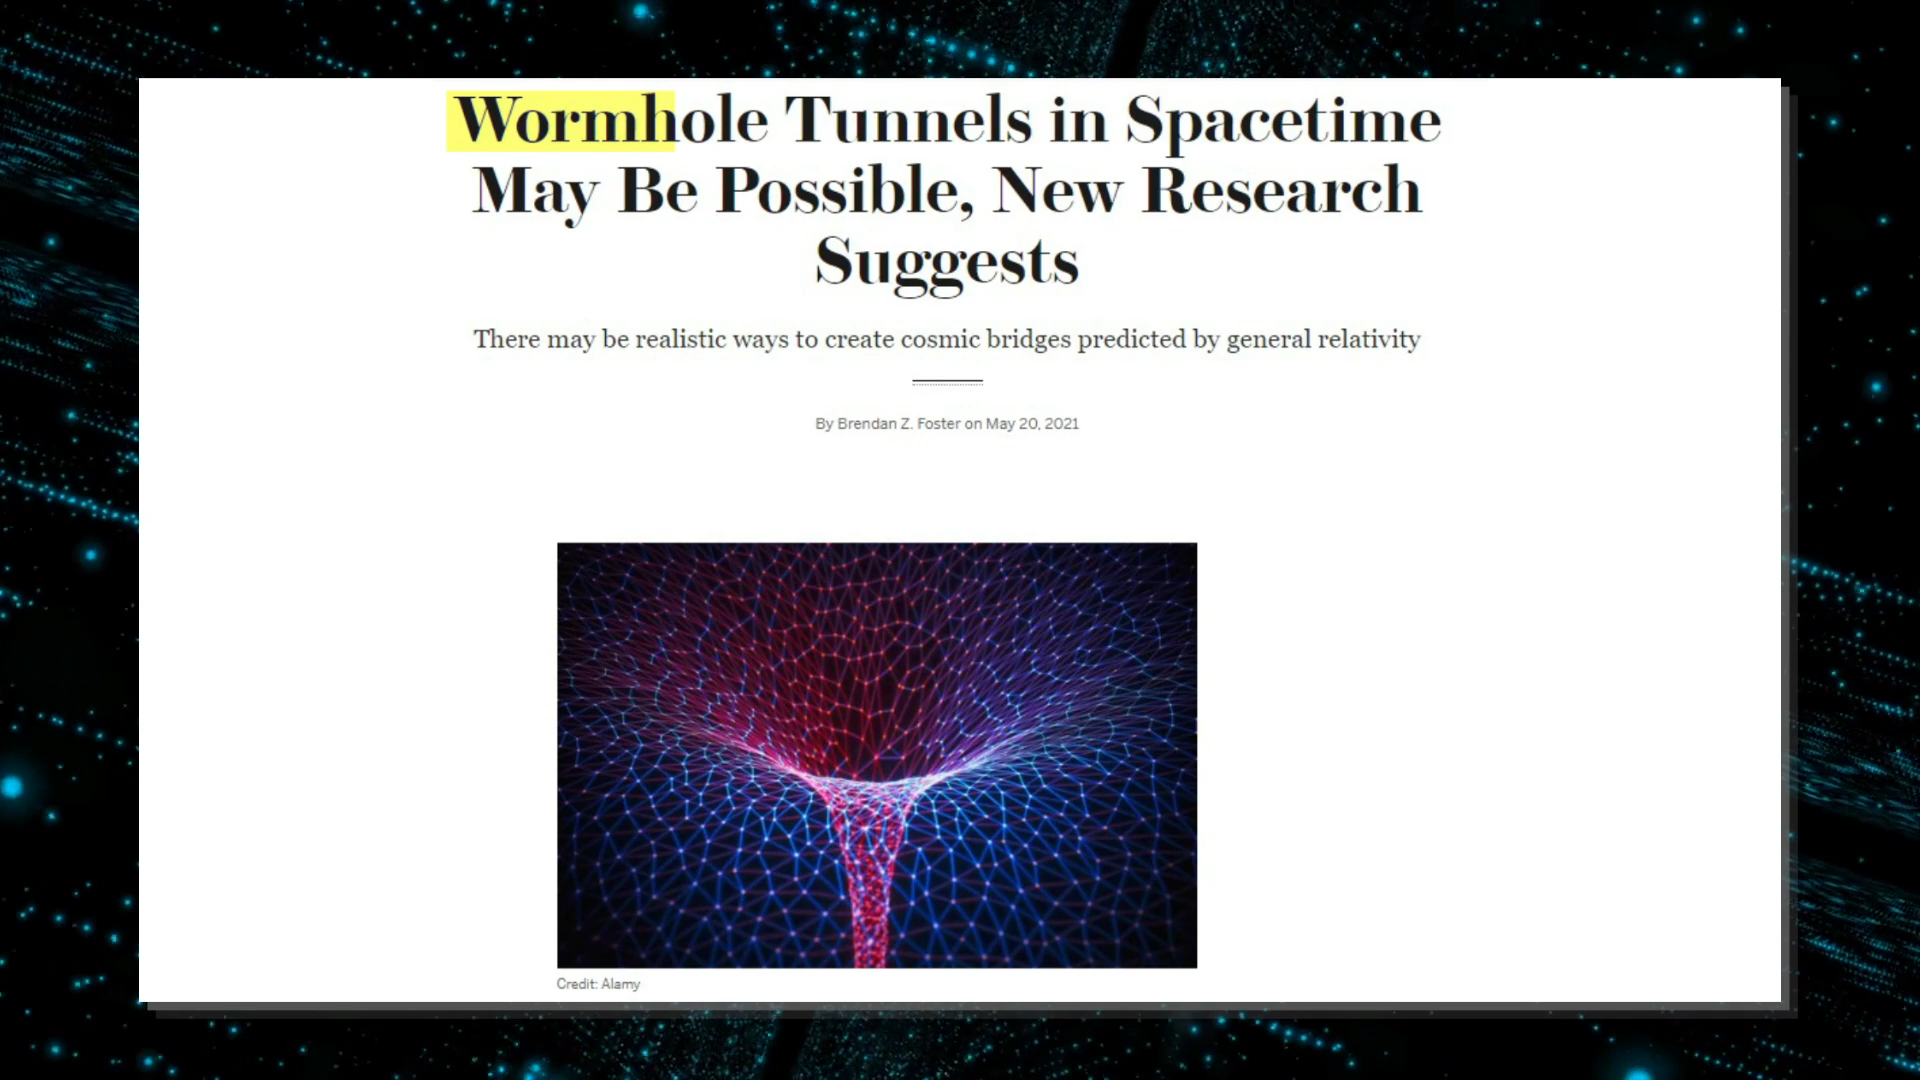 Wormhole Tunnels in Spacetime
May Be Possible, New Research
Suggests
There may be realistic ways to create cosmic bridges predicted by general relativity
By Brendan Z. Foster on May 20, 2021
Credit: Alamy